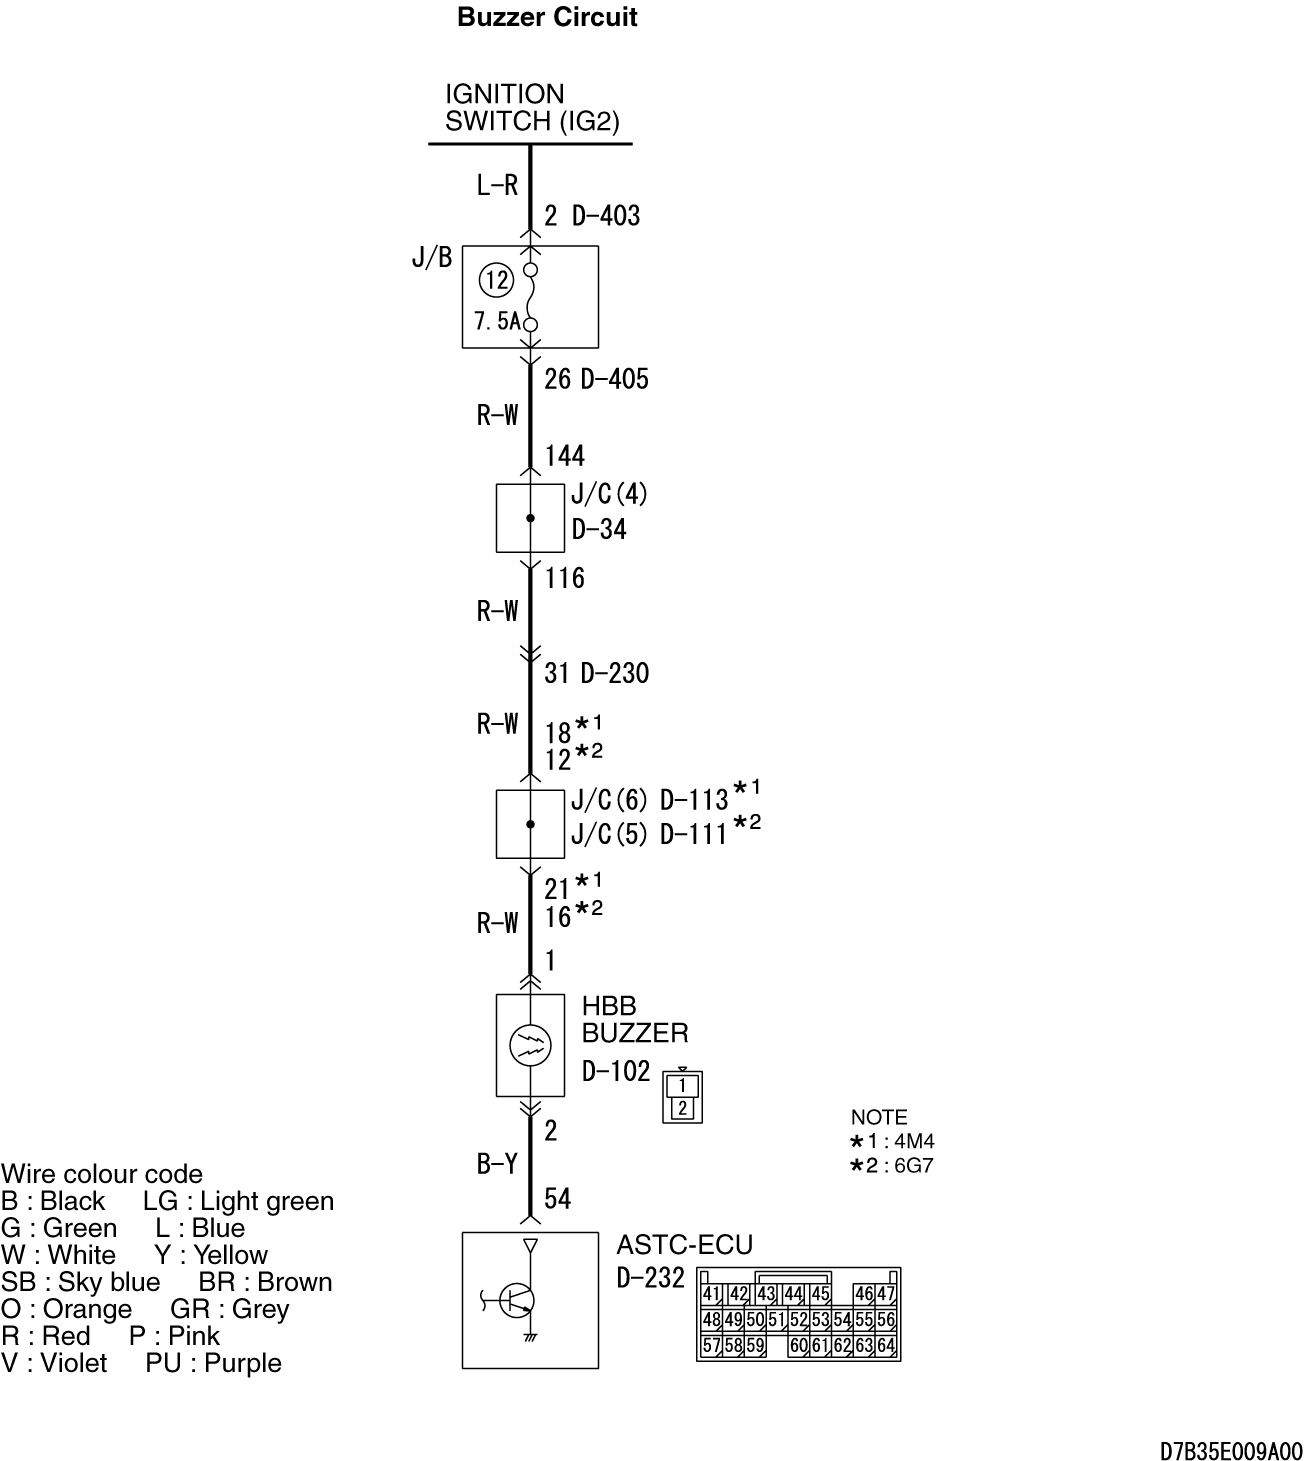 Buzzer Circuit
IGNITION
SWITCH (IG2)
L-R
2 D-403
J/B
12
7.5A
26 D-405
R-W
144
J/C(4)
D-34
116
R-W
31 D-230
R-W
18*1
12*2
J/C(6) D-113*1
J/C(5) D-111*2
21*1
16*2
R-W
1
HBB
BUZZER
D-102
1
2
2
B-Y
54
NOTE
*1 : 4M4
*2 : 6G7
Wire colour code
B : Black LG : Light green
G : Green L : Blue
W : White Y : Yellow
SB : Sky blue BR : Brown
O : Orange GR : Grey
R : Red P : Pink
V : Violet PU : Purple
ASTC-ECU
D-232
41 42 43 44 45 46 47
48 49 50 51 52 53 54 55 56
57 58 59 60 61 62 63 64
D7B35E009A00